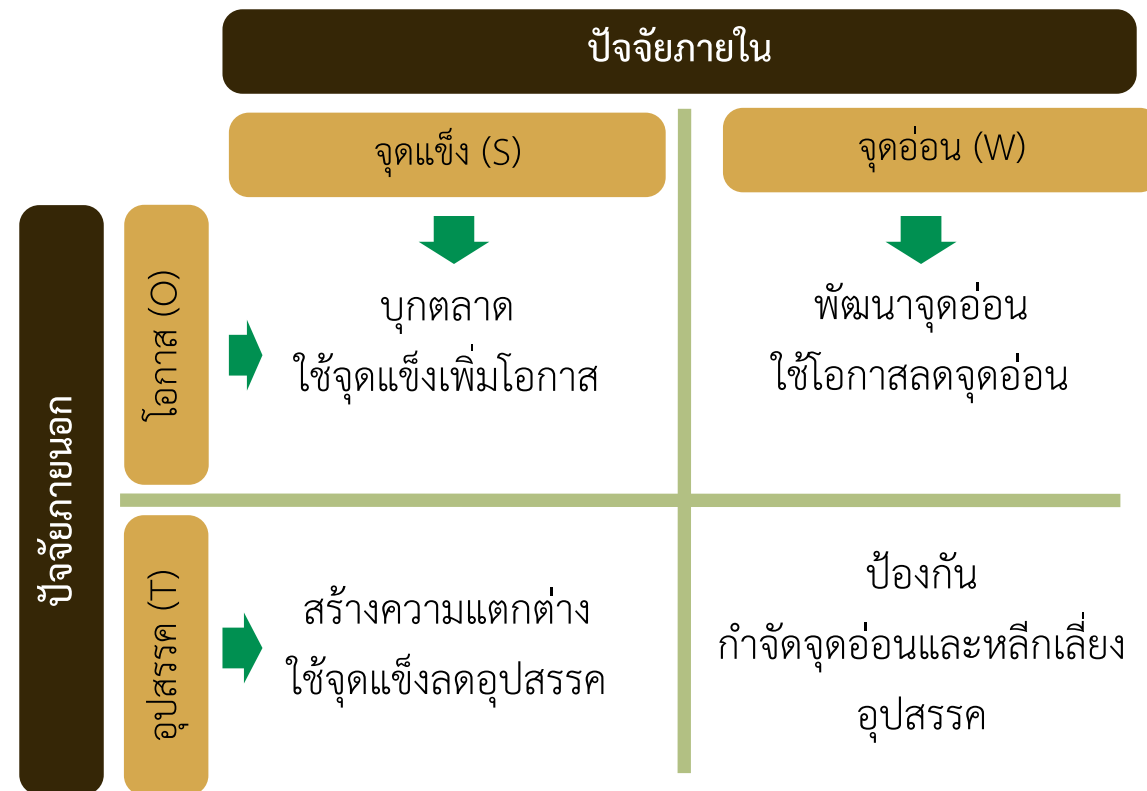 ปัจจัยภายใน
จุดแข็ง (S)
จุดอ่อน (W)
ปัจจัยภายนอก
โอกาส (O)
บุกตลาด
ใช้จุดแข็งเพิ่มโอกาส
พัฒนาจุดอ่อน
ใช้โอกาสลดจุดอ่อน
อุปสรรค (T)
สร้างความแตกต่าง
ใช้จุดแข็งลดอุปสรรค
ป้องกัน
กำจัดจุดอ่อนและหลีกเลี่ยง
อุปสรรค